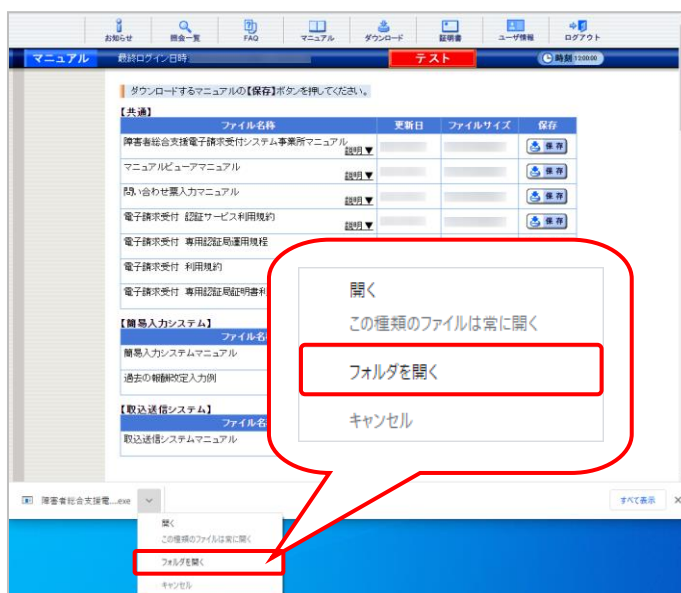 お知らせ 照会一覧 FAQ マニュアル ダウンロード 証明書 ユーザ情報 ログアウト
マニュアル 最終ログイン日時 テスト 時刻 12:00:00
ダウンロードするマニュアルの【保存】ボタンを押してください。
【共通】
ファイル名称 更新日 ファイルサイズ 保存
障害者総合支援電子請求受付システム事業所マニュアル 説明▼ 保存
マニュアルビューアマニュアル 説明▼ 保存
問い合わせ票入力マニュアル 説明▼ 保存
電子請求受付 認証サービス利用規約 説明▼ 保存
電子請求受付 専用認証局運用規程
電子請求受付 利用規約
電子請求受付 専用認証局証明書利
【簡易入力システム】
ファイル名
簡易入力システムマニュアル
過去の報酬改定入力例
【取込送信システム】
ファイル名
取込送信システムマニュアル
開く
この種類のファイルは常に開く
フォルダを開く
キャンセル
障害者総合支援電....exe すべて表示
開く
この種類のファイルは常に開く
フォルダを開く
キャンセル